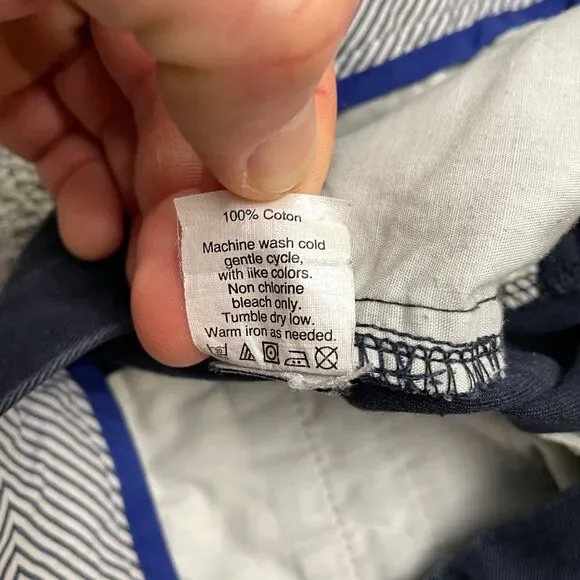 100% Coton
Machine wash cold
gentle cycle,
with iike colors.
Non chlorine
bleach only.
Tumble dry low.
Warm iron as needed.